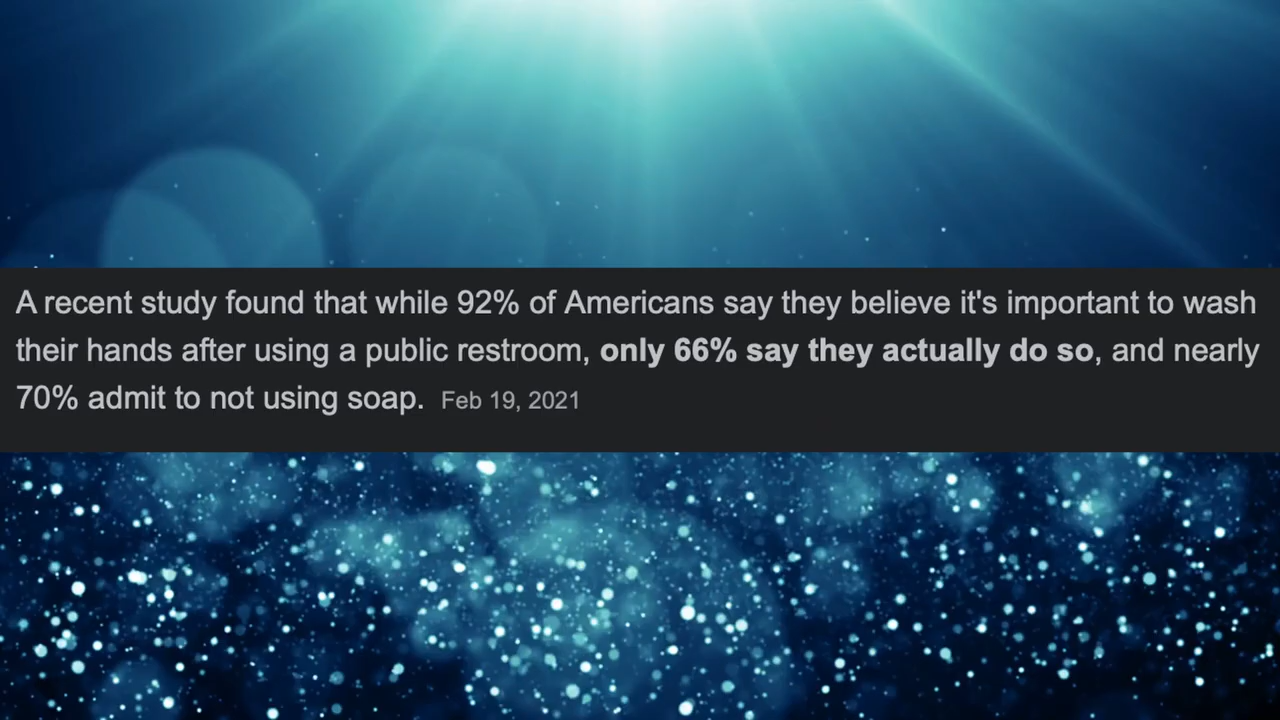 A recent study found that while 92% of Americans say they believe it's important to wash
their hands after using a public restroom, only 66% say they actually do so, and nearly
70% admit to not using soap. Feb 19, 2021